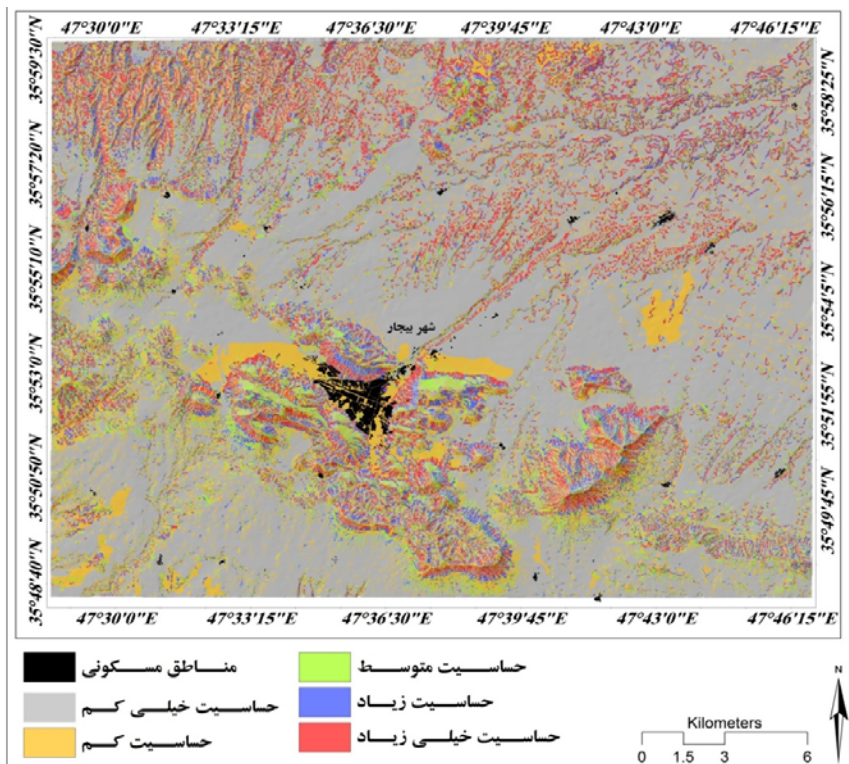 47°30'0"E 47°33'15"E 47°36'30"E 47°39'45"E 47°43'0"E 47°46'15"E
35°59'30"N
35°57'20"N
35°55'10"N
35°53'0"N
35°50'50"N
35°48'40"N
35°58'25"N
35°56'15"N
35°54'5"N
35°51'55"N
35°49'45"N
شهر بیجار
47°30'0"E 47°33'15"E 47°36'30"E 47°39'45"E 47°43'0"E 47°46'15"E
مناطق مسکونی
حساسیت خیلی کم
حساسیت کم
حساسیت متوسط
حساسیت زیاد
حساسیت خیلی زیاد
N
Kilometers
0 1.5 3 6